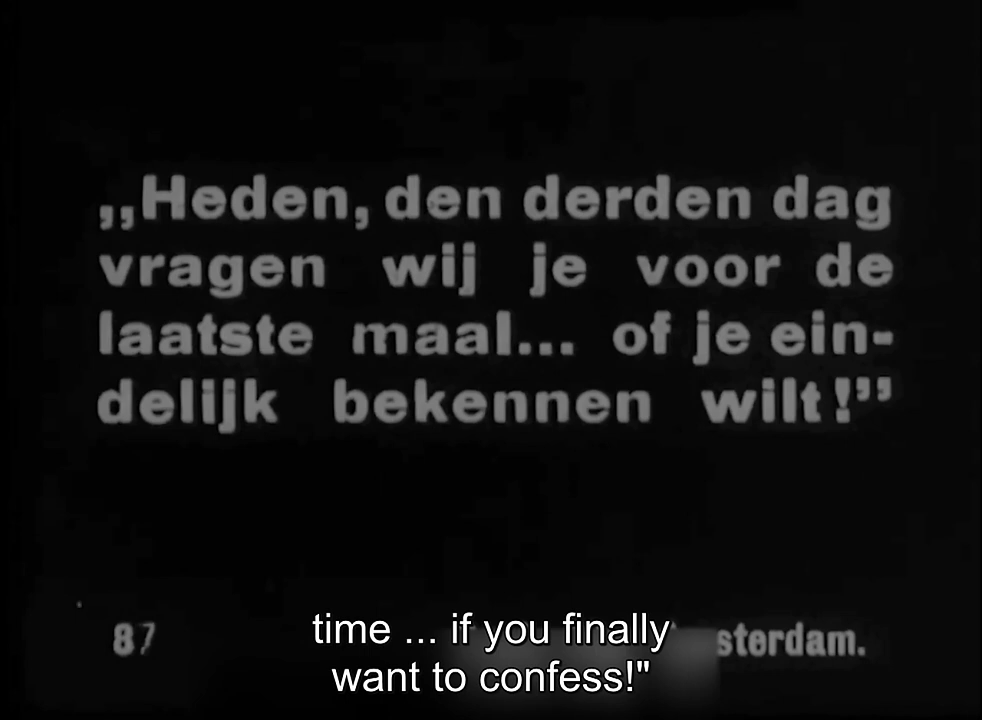 ,,Heden, den derden dag
vragen wij je voor de
laatste maal... of je ein-
delijk bekennen wilt!”
87
sterdam.
time ... if you finally
want to confess!"